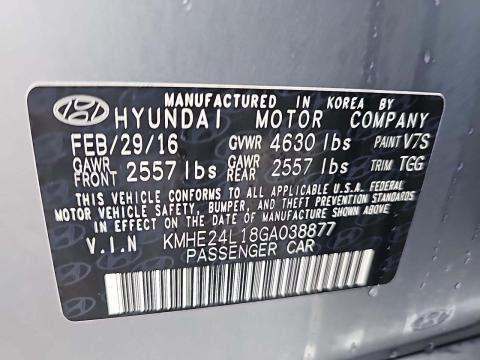 MANUFACTURED IN KOREA BY
HYUNDAI MOTOR COMPANY
FEB/29/16 GVWR 4630 lbs PAINT V7S
GAWR FRONT 2557 lbs GAWR REAR 2557 lbs TRIM TGG
THIS VEHICLE CONFORMS TO ALL APPLICABLE U.S.A. FEDERAL
MOTOR VEHICLE SAFETY, BUMPER, AND THEFT PREVENTION STANDARDS
IN EFFECT ON THE DATE OF MANUFACTURE SHOWN ABOVE.
V.I.N KMHE24L18GA038877
PASSENGER CAR